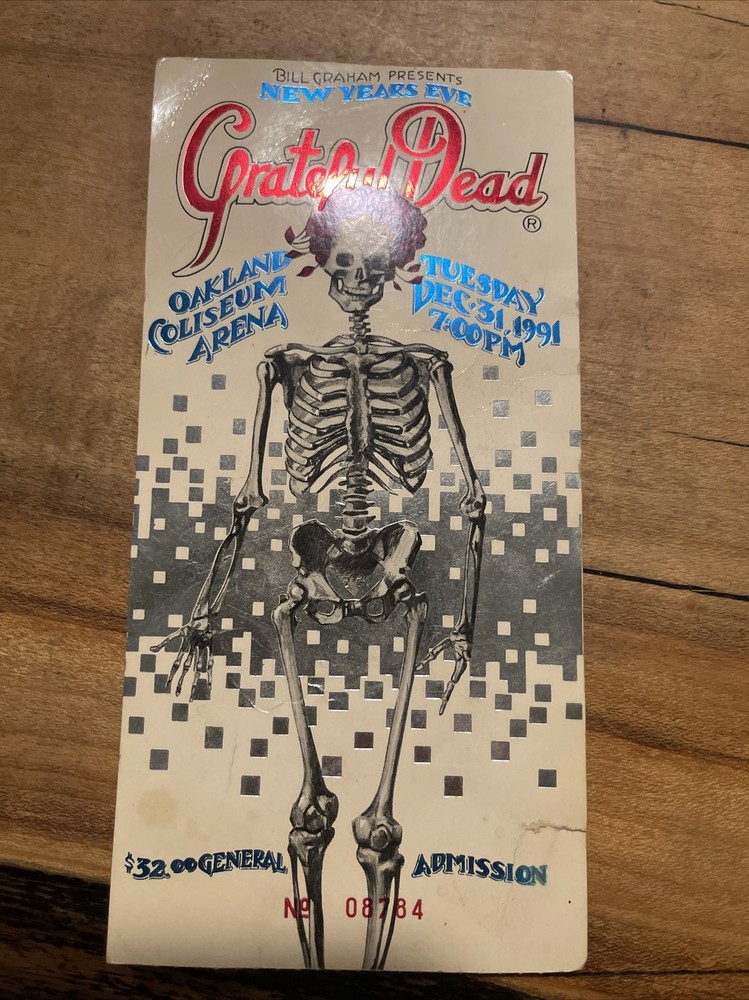 BILL GRAHAM PRESENTS
NEW YEARS EVE
Grateful Dead
®
OAKLAND
COLISEUM
ARENA
TUESDAY
DEC·31, 1991
7:00PM
$32.00 GENERAL ADMISSION
No 08784